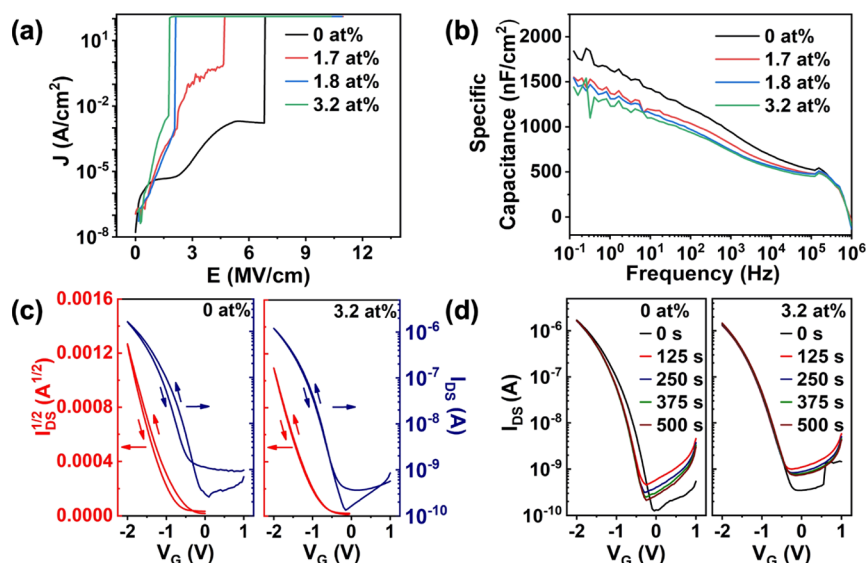 (a)
10¹
10⁻²
10⁻⁵
10⁻⁸
J (A/cm²)
0 at%
1.7 at%
1.8 at%
3.2 at%
0 3 6 9 12
E (MV/cm)
(b)
2000
1500
1000
500
0
Specific
Capacitance (nF/cm²)
0 at%
1.7 at%
1.8 at%
3.2 at%
10⁻¹ 10⁰ 10¹ 10² 10³ 10⁴ 10⁵ 10⁶
Frequency (Hz)
(c)
0.0016
0.0012
0.0008
0.0004
0.0000
I_DS^1/2 (A^1/2)
0 at%
3.2 at%
-2 -1 0 1 -2 -1 0 1
V_G (V) V_G (V)
10⁻⁶
10⁻⁷
10⁻⁸
10⁻⁹
10⁻¹⁰
I_DS (A)
(d)
10⁻⁶
10⁻⁷
10⁻⁸
10⁻⁹
10⁻¹⁰
I_DS (A)
0 at%
0 s
125 s
250 s
375 s
500 s
3.2 at%
0 s
125 s
250 s
375 s
500 s
-2 -1 0 1 -2 -1 0 1
V_G (V) V_G (V)